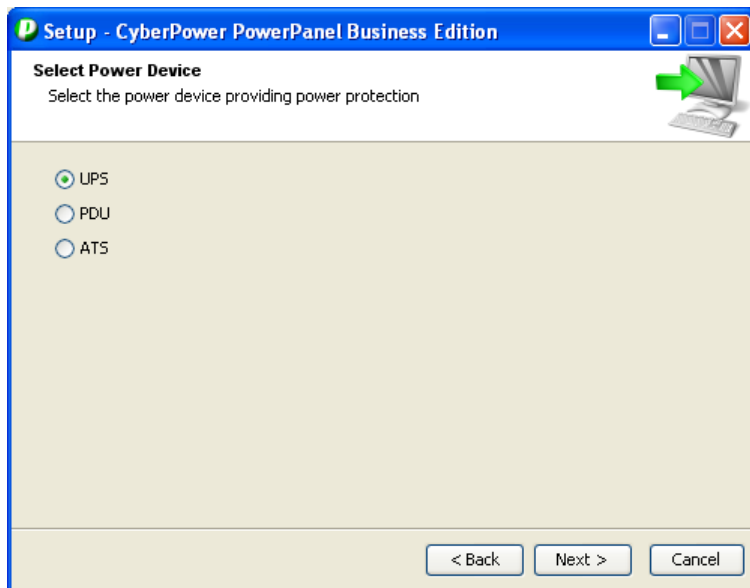 Setup - CyberPower PowerPanel Business Edition
Select Power Device
Select the power device providing power protection
UPS
PDU
ATS
< Back Next > Cancel